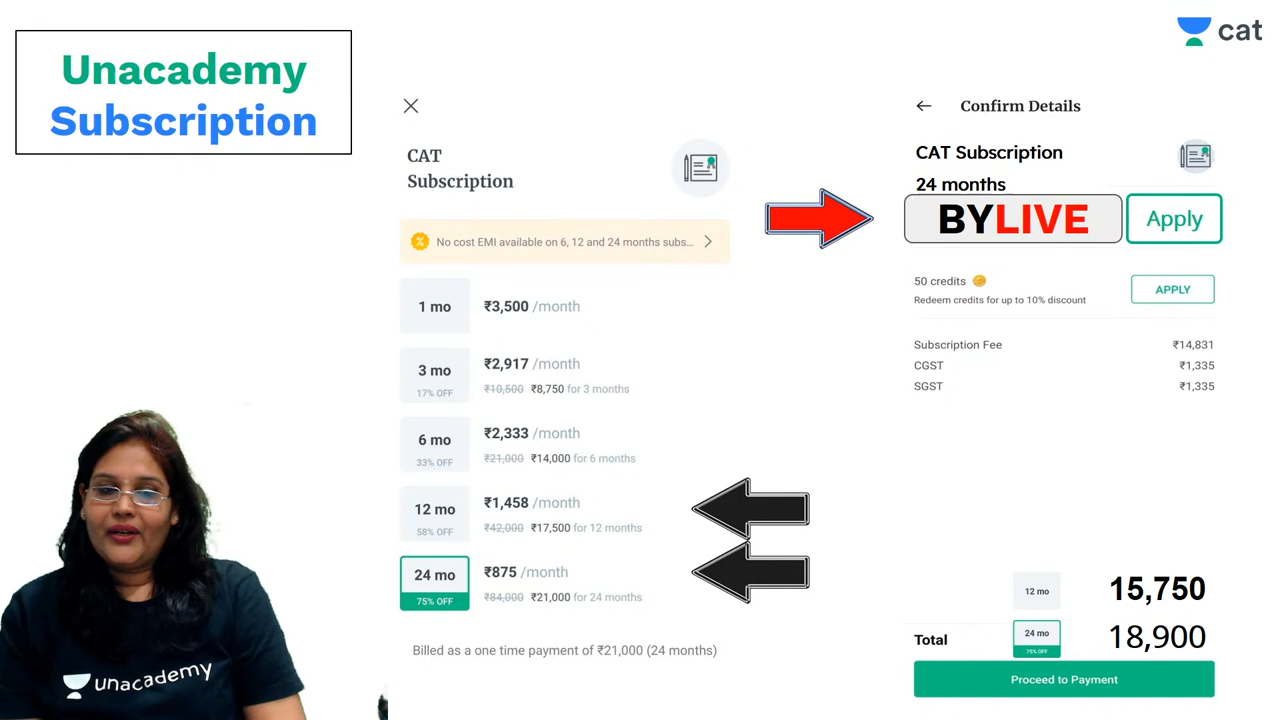 Unacademy
Subscription
cat
CAT
Subscription
No cost EMI available on 6, 12 and 24 months subs...
1 mo
₹3,500 /month
3 mo
17% OFF
₹2,917 /month
₹10,500 ₹8,750 for 3 months
6 mo
33% OFF
₹2,333 /month
₹21,000 ₹14,000 for 6 months
12 mo
58% OFF
₹1,458 /month
₹42,000 ₹17,500 for 12 months
24 mo
75% OFF
₹875 /month
₹84,000 ₹21,000 for 24 months
Billed as a one time payment of ₹21,000 (24 months)
Confirm Details
CAT Subscription
24 months
BYLIVE
Apply
50 credits
Redeem credits for up to 10% discount
APPLY
Subscription Fee ₹14,831
CGST ₹1,335
SGST ₹1,335
12 mo 15,750
Total
24 mo
75% OFF
18,900
Proceed to Payment
unacademy